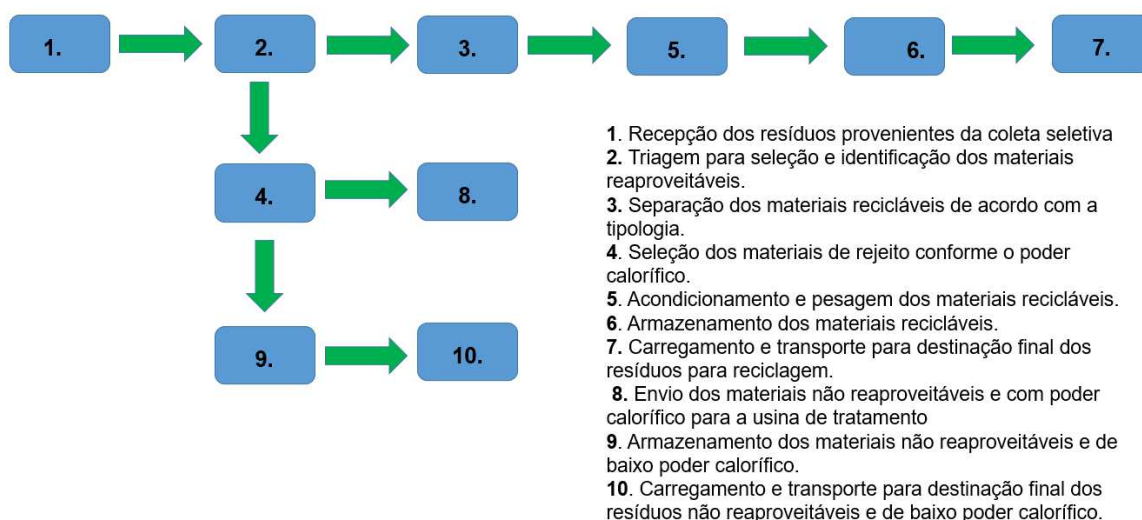 1.
2.
3.
5.
6.
7.
4.
8.
9.
10.
1. Recepção dos resíduos provenientes da coleta seletiva
2. Triagem para seleção e identificação dos materiais
reaproveitáveis.
3. Separação dos materiais recicláveis de acordo com a
tipologia.
4. Seleção dos materiais de rejeito conforme o poder
calorífico.
5. Acondicionamento e pesagem dos materiais recicláveis.
6. Armazenamento dos materiais recicláveis.
7. Carregamento e transporte para destinação final dos
resíduos para reciclagem.
8. Envio dos materiais não reaproveitáveis e com poder
calorífico para a usina de tratamento
9. Armazenamento dos materiais não reaproveitáveis e de
baixo poder calorífico.
10. Carregamento e transporte para destinação final dos
resíduos não reaproveitáveis e de baixo poder calorífico.